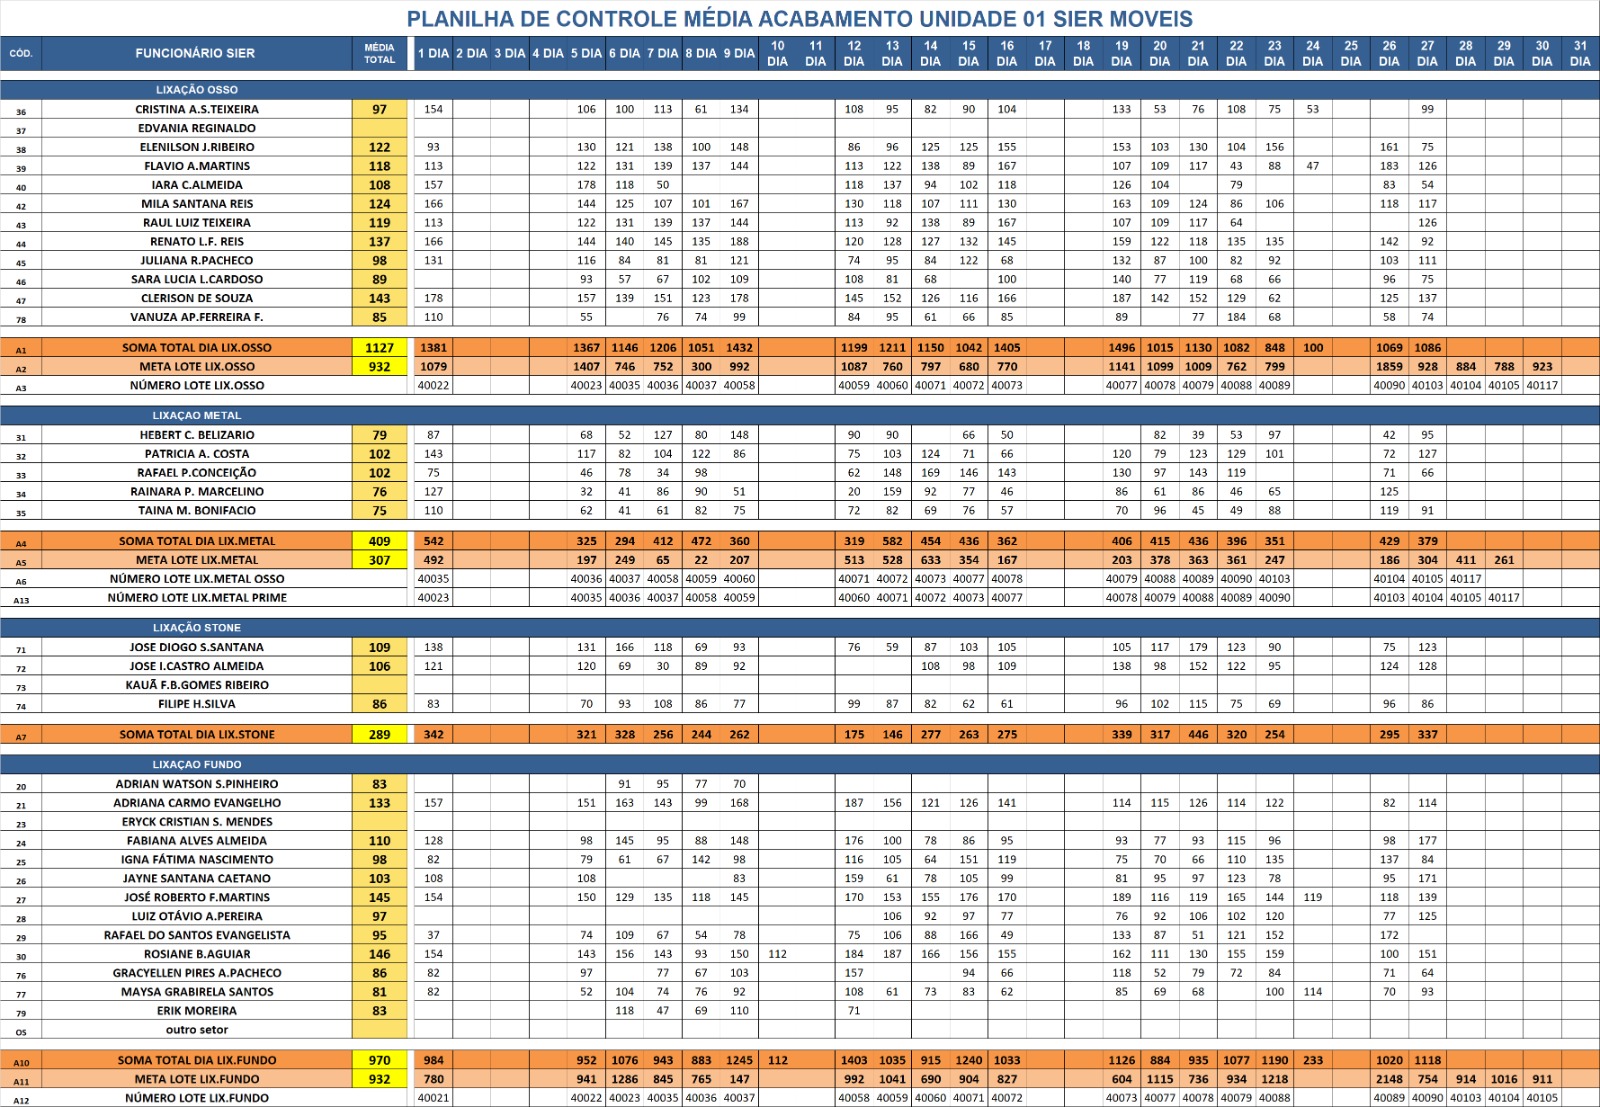 PLANILHA DE CONTROLE MÉDIA ACABAMENTO UNIDADE 01 SIER MOVEIS
CÓD. FUNCIONÁRIO SIER MÉDIA TOTAL 1 DIA 2 DIA 3 DIA 4 DIA 5 DIA 6 DIA 7 DIA 8 DIA 9 DIA 10 DIA 11 DIA 12 DIA 13 DIA 14 DIA 15 DIA 16 DIA 17 DIA 18 DIA 19 DIA 20 DIA 21 DIA 22 DIA 23 DIA 24 DIA 25 DIA 26 DIA 27 DIA 28 DIA 29 DIA 30 DIA 31 DIA
LIXAÇÃO OSSO
36 CRISTINA A.S.TEIXEIRA 97 154 106 100 113 61 134 108 95 82 90 104 133 53 76 108 75 53 99
37 EDVANIA REGINALDO
38 ELENILSON J.RIBEIRO 122 93 130 121 138 100 148 86 96 125 125 155 153 103 130 104 156 161 75
39 FLAVIO A.MARTINS 118 113 122 131 139 137 144 113 122 138 89 167 107 109 117 43 88 47 183 126
40 IARA C.ALMEIDA 108 157 178 118 50 118 137 94 102 118 126 104 79 83 54
42 MILA SANTANA REIS 124 166 144 125 107 101 167 130 118 107 111 130 163 109 124 86 106 118 117
43 RAUL LUIZ TEIXEIRA 119 113 122 131 139 137 144 113 92 138 89 167 107 109 117 64 126
44 RENATO L.F. REIS 137 166 144 140 145 135 188 120 128 127 132 145 159 122 118 135 135 142 92
45 JULIANA R.PACHECO 98 131 116 84 81 81 121 74 95 84 122 68 132 87 100 82 92 103 111
46 SARA LUCIA L.CARDOSO 89 93 57 67 102 109 108 81 68 100 140 77 119 68 66 96 75
47 CLERISON DE SOUZA 143 178 157 139 151 123 178 145 152 126 116 166 187 142 152 129 62 125 137
78 VANUZA AP.FERREIRA F. 85 110 55 76 74 99 84 95 61 66 85 89 77 184 68 58 74
A1 SOMA TOTAL DIA LIX.OSSO 1127 1381 1367 1146 1206 1051 1432 1199 1211 1150 1042 1405 1496 1015 1130 1082 848 100 1069 1086
A2 META LOTE LIX.OSSO 932 1079 1407 746 752 300 992 1087 760 797 680 770 1141 1099 1009 762 799 1859 928 884 788 923
A3 NÚMERO LOTE LIX.OSSO 40022 40023 40035 40036 40037 40058 40059 40060 40071 40072 40073 40077 40078 40079 40088 40089 40090 40103 40104 40105 40117
LIXAÇAO METAL
31 HEBERT C. BELIZARIO 79 87 68 52 127 80 148 90 90 66 50 82 39 53 97 42 95
32 PATRICIA A. COSTA 102 143 117 82 104 122 86 75 103 124 71 66 120 79 123 129 101 72 127
33 RAFAEL P.CONCEIÇÃO 102 75 46 78 34 98 62 148 169 146 143 130 97 143 119 71 66
34 RAINARA P. MARCELINO 76 127 32 41 86 90 51 20 159 92 77 46 86 61 86 46 65 125
35 TAINA M. BONIFACIO 75 110 62 41 61 82 75 72 82 69 76 57 70 96 45 49 88 119 91
A4 SOMA TOTAL DIA LIX.METAL 409 542 325 294 412 472 360 319 582 454 436 362 406 415 436 396 351 429 379
A5 META LOTE LIX.METAL 307 492 197 249 65 22 207 513 528 633 354 167 203 378 363 361 247 186 304 411 261
A6 NÚMERO LOTE LIX.METAL OSSO 40035 40036 40037 40058 40059 40060 40071 40072 40073 40077 40078 40079 40088 40089 40090 40103 40104 40105 40117
A13 NÚMERO LOTE LIX.METAL PRIME 40023 40035 40036 40037 40058 40059 40060 40071 40072 40073 40077 40078 40079 40088 40089 40090 40103 40104 40105 40117
LIXAÇÃO STONE
71 JOSE DIOGO S.SANTANA 109 138 131 166 118 69 93 76 59 87 103 105 105 117 179 123 90 75 123
72 JOSE I.CASTRO ALMEIDA 106 121 120 69 30 89 92 108 98 109 138 98 152 122 95 124 128
73 KAUÃ F.B.GOMES RIBEIRO
74 FILIPE H.SILVA 86 83 70 93 108 86 77 99 87 82 62 61 96 102 115 75 69 96 86
A7 SOMA TOTAL DIA LIX.STONE 289 342 321 328 256 244 262 175 146 277 263 275 339 317 446 320 254 295 337
LIXAÇAO FUNDO
20 ADRIAN WATSON S.PINHEIRO 83 91 95 77 70
21 ADRIANA CARMO EVANGELHO 133 157 151 163 143 99 168 187 156 121 126 141 114 115 126 114 122 82 114
23 ERYCK CRISTIAN S. MENDES
24 FABIANA ALVES ALMEIDA 110 128 98 145 95 88 148 176 100 78 86 95 93 77 93 115 96 98 177
25 IGNA FÁTIMA NASCIMENTO 98 82 79 61 67 142 98 116 105 64 151 119 75 70 66 110 135 137 84
26 JAYNE SANTANA CAETANO 103 108 108 83 159 61 78 105 99 81 95 97 123 78 95 171
27 JOSÉ ROBERTO F.MARTINS 145 154 150 129 135 118 145 170 153 155 176 170 189 116 119 165 144 119 118 139
28 LUIZ OTÁVIO A.PEREIRA 97 106 92 97 77 76 92 106 102 120 77 125
29 RAFAEL DO SANTOS EVANGELISTA 95 37 74 109 67 54 78 75 106 88 166 49 133 87 51 121 152 172
30 ROSIANE B.AGUIAR 146 154 143 156 143 93 150 112 184 187 166 156 155 162 111 130 155 159 100 151
76 GRACYELLEN PIRES A.PACHECO 86 82 97 77 67 103 157 94 66 118 52 79 72 84 71 64
77 MAYSA GRABIRELA SANTOS 81 82 52 104 74 76 92 108 61 73 83 62 85 69 68 100 114 70 93
79 ERIK MOREIRA 83 118 47 69 110 71
OS outro setor
A10 SOMA TOTAL DIA LIX.FUNDO 970 984 952 1076 943 883 1245 112 1403 1035 915 1240 1033 1126 884 935 1077 1190 233 1020 1118
A11 META LOTE LIX.FUNDO 932 780 941 1286 845 765 147 992 1041 690 904 827 604 1115 736 934 1218 2148 754 914 1016 911
A12 NÚMERO LOTE LIX.FUNDO 40021 40022 40023 40035 40036 40037 40058 40059 40060 40071 40072 40073 40077 40078 40079 40088 40089 40090 40103 40104 40105